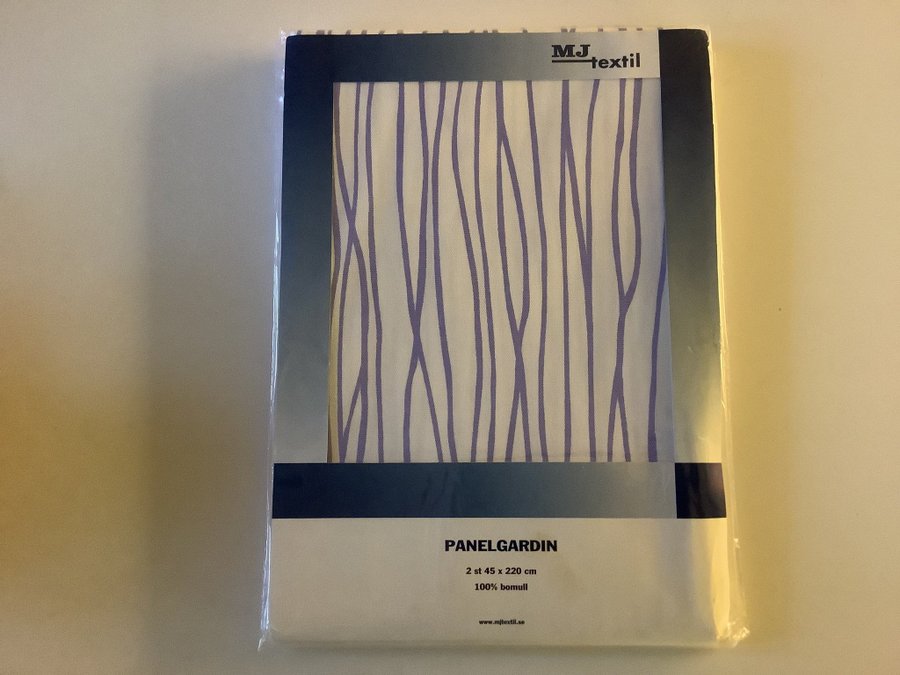 MJ
textil
PANELGARDIN
2 st 45 x 220 cm
100% bomull
www.mjtextil.se